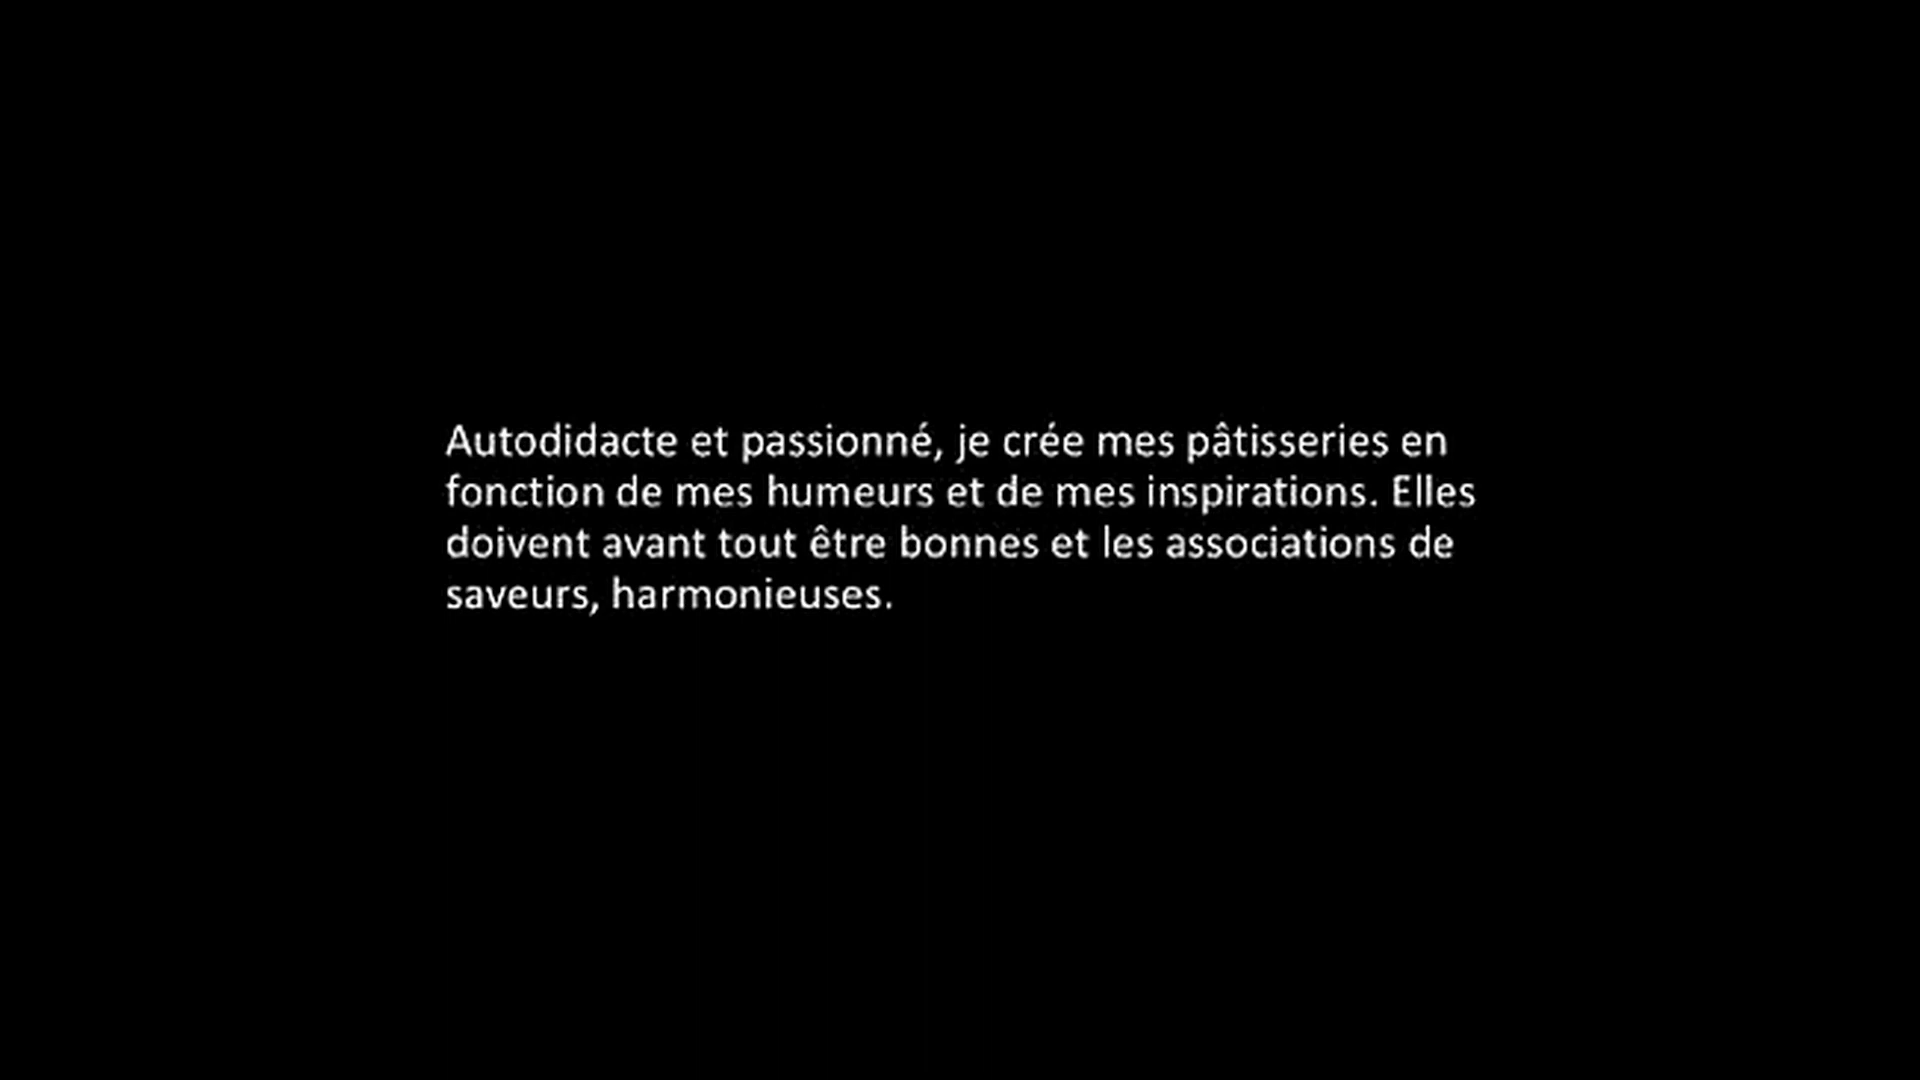 Autodidacte et passionné, je crée mes pâtisseries en
fonction de mes humeurs et de mes inspirations. Elles
doivent avant tout être bonnes et les associations de
saveurs, harmonieuses.